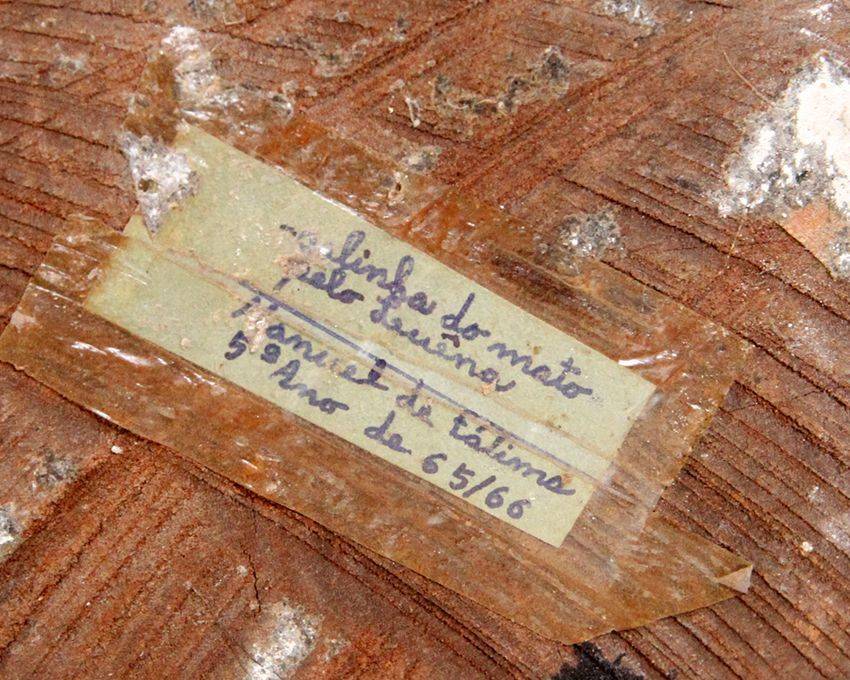 do mato
pelo
Manuel de Fátima
5º Ano de 65/66